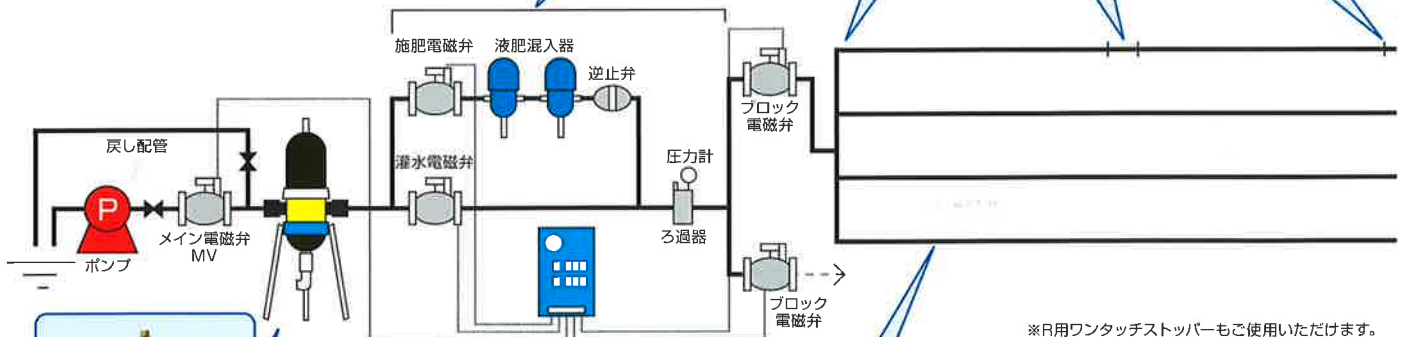 施肥電磁弁
液肥混入器
逆止弁
ブロック
電磁弁
戻し配管
灌水電磁弁
圧力計
P
メイン電磁弁
MV
ろ過器
ポンプ
ブロック
電磁弁
※R用ワンタッチストッパーもご使用いただけます。